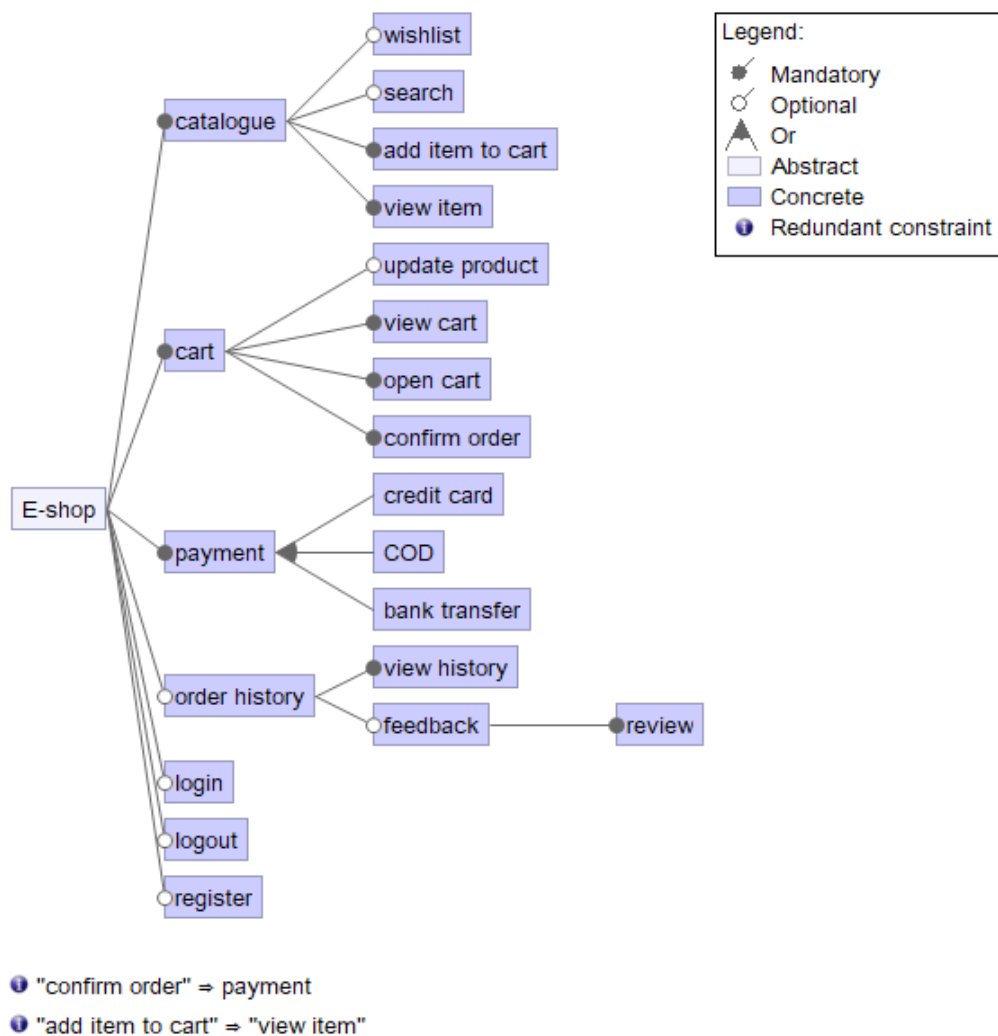 wishlist
search
catalogue
add item to cart
view item
update product
view cart
cart
open cart
confirm order
E-shop
credit card
payment
COD
bank transfer
view history
order history
feedback
review
login
logout
register
Legend:
Mandatory
Optional
Or
Abstract
Concrete
Redundant constraint
"confirm order" ⇒ payment
"add item to cart" ⇒ "view item"